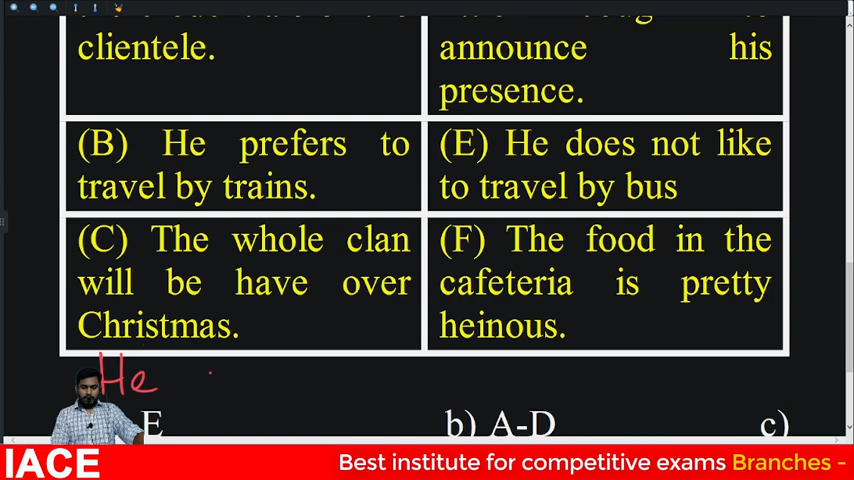 clientele.
announce his
presence.
(B) He prefers to
travel by trains.
(E) He does not like
to travel by bus
(C) The whole clan
will be have over
Christmas.
(F) The food in the
cafeteria is pretty
heinous.
He
E
b) A-D
c)
IACE
Best institute for competitive exams Branches -